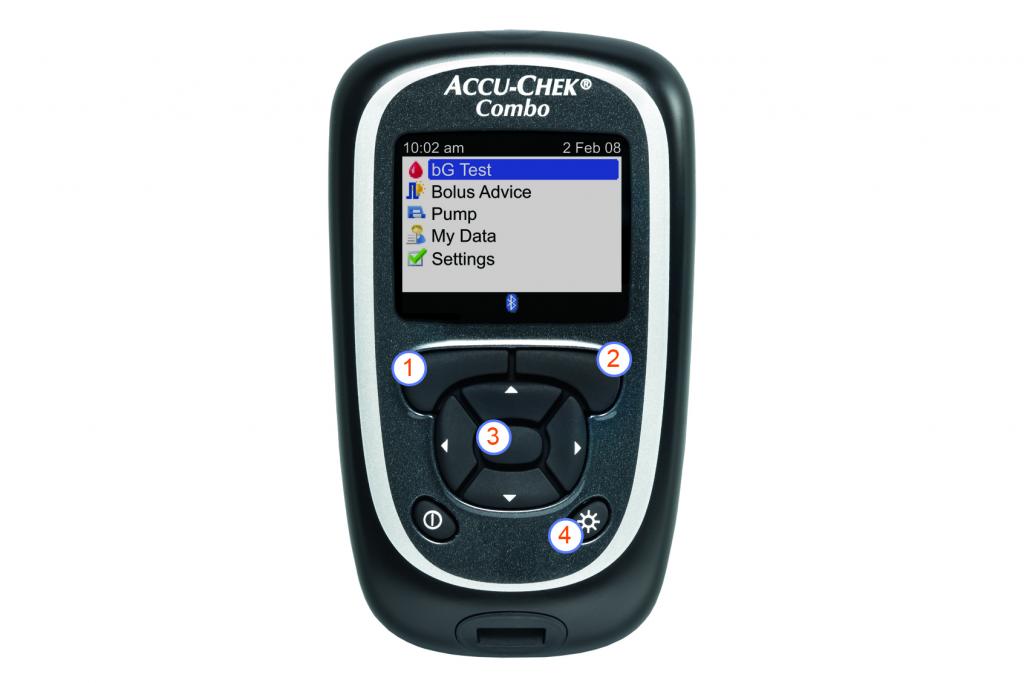 ACCU-CHEK®
Combo
10:02 am 2 Feb 08
bG Test
Bolus Advice
Pump
My Data
Settings
1
2
3
4